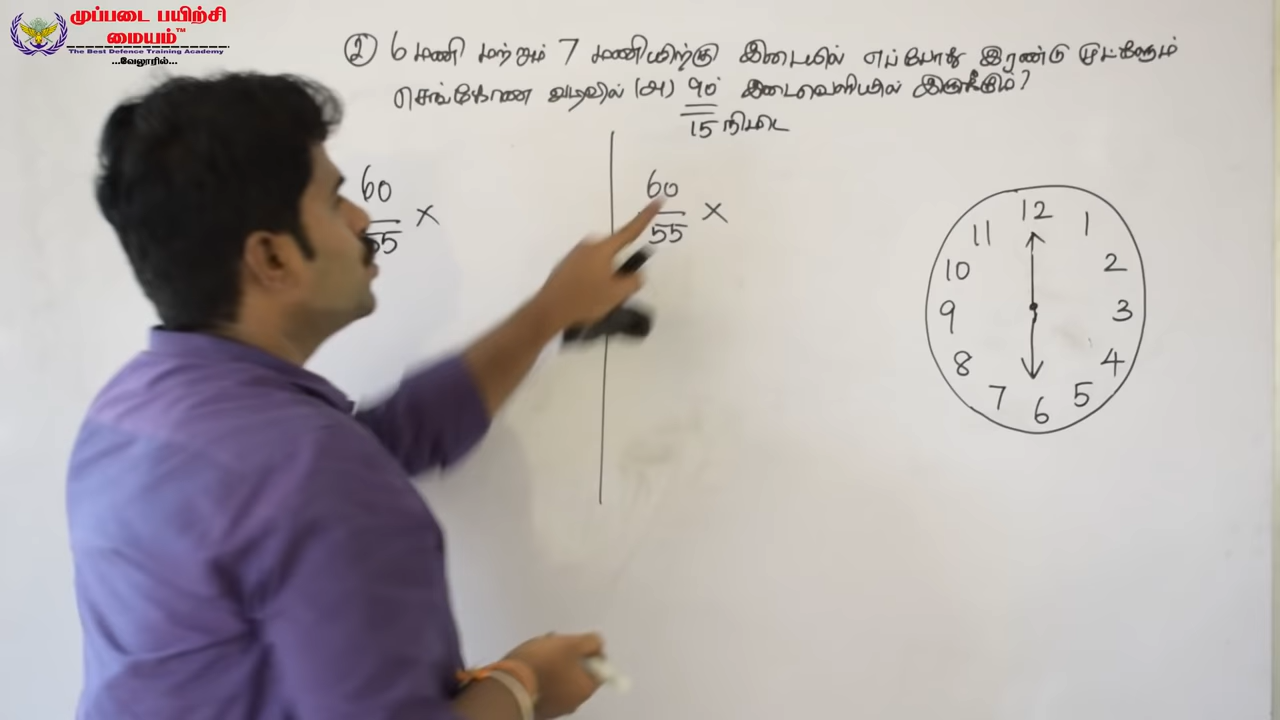 முப்படை பயிற்சி
மையம்™
The Best Defence Training Academy
...வேலூரில்...
② 6 மணி மற்றும் 7 மணியிற்கு இடையில் எப்போது இரண்டு முட்களும்
செங்கோண வடிவில் (அ) 90° இடைவெளியில் இருக்கும்?
15 நிமிடை
60
55 ×
60
55 ×
12
11 1
10 2
9 3
8 4
7 5
6